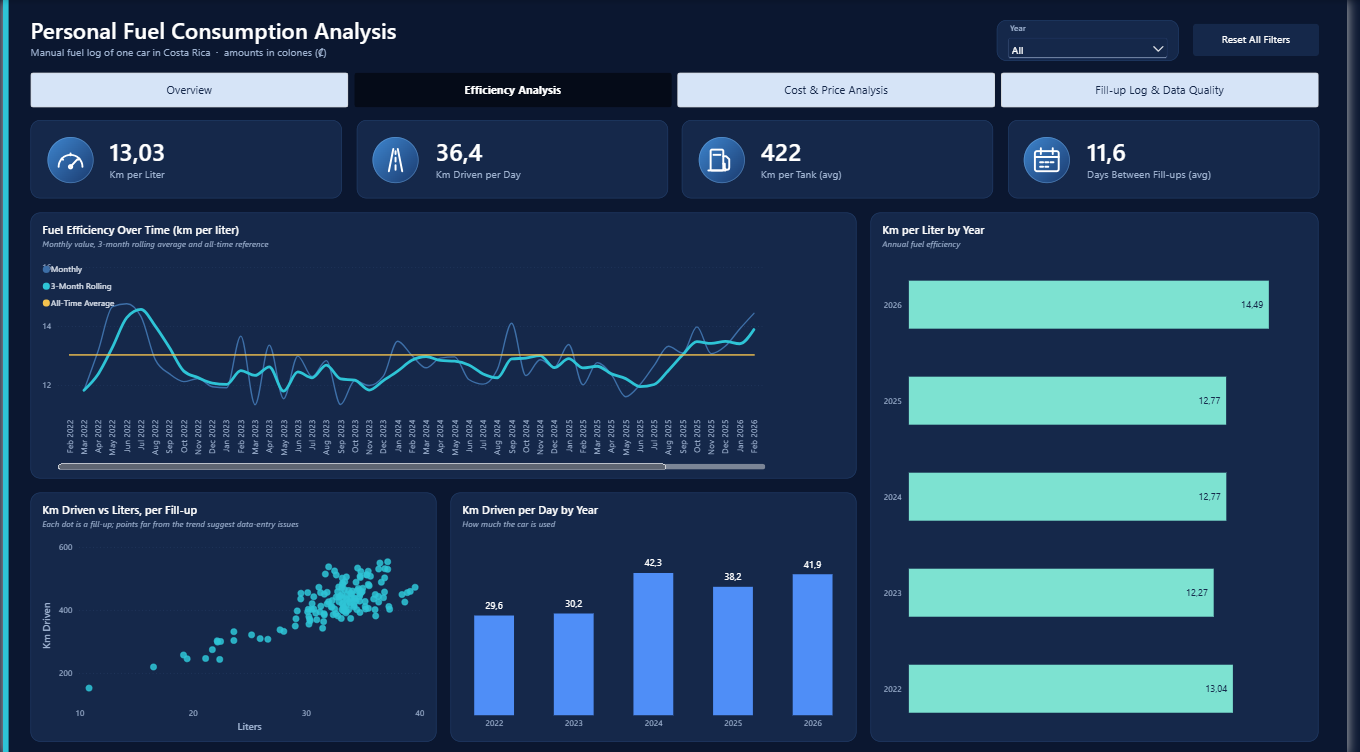 Personal Fuel Consumption Analysis
Manual fuel log of one car in Costa Rica · amounts in colones (₡)
Year
All
Reset All Filters
Overview
Efficiency Analysis
Cost & Price Analysis
Fill-up Log & Data Quality
13,03
Km per Liter
36,4
Km Driven per Day
422
Km per Tank (avg)
11,6
Days Between Fill-ups (avg)
Fuel Efficiency Over Time (km per liter)
Monthly value, 3-month rolling average and all-time reference
Monthly
3-Month Rolling
All-Time Average
14
12
Feb 2022
Mar 2022
Apr 2022
May 2022
Jun 2022
Jul 2022
Aug 2022
Sep 2022
Oct 2022
Nov 2022
Dec 2022
Jan 2023
Feb 2023
Mar 2023
Apr 2023
May 2023
Jun 2023
Jul 2023
Aug 2023
Sep 2023
Oct 2023
Nov 2023
Dec 2023
Jan 2024
Feb 2024
Mar 2024
Apr 2024
May 2024
Jun 2024
Jul 2024
Aug 2024
Sep 2024
Oct 2024
Nov 2024
Dec 2024
Jan 2025
Feb 2025
Mar 2025
Apr 2025
May 2025
Jun 2025
Jul 2025
Aug 2025
Sep 2025
Oct 2025
Nov 2025
Dec 2025
Jan 2026
Feb 2026
Km per Liter by Year
Annual fuel efficiency
2026
14,49
2025
12,77
2024
12,77
2023
12,27
2022
13,04
Km Driven vs Liters, per Fill-up
Each dot is a fill-up; points far from the trend suggest data-entry issues
Km Driven
600
400
200
10
20
30
40
Liters
Km Driven per Day by Year
How much the car is used
29,6
30,2
42,3
38,2
41,9
2022
2023
2024
2025
2026